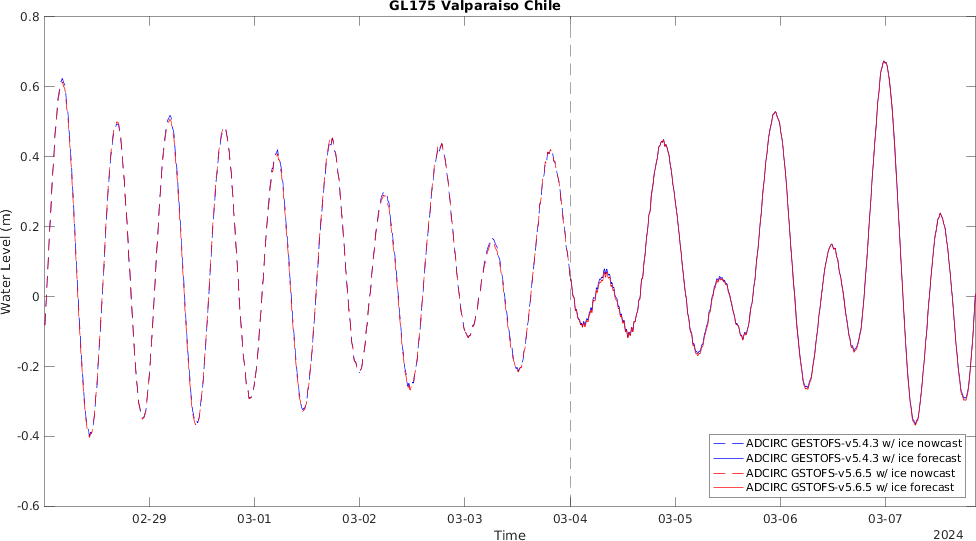 GL175 Valparaiso Chile
0.8
0.6
0.4
0.2
0
-0.2
-0.4
-0.6
Water Level (m)
ADCIRC GESTOFS-v5.4.3 w/ ice nowcast
ADCIRC GESTOFS-v5.4.3 w/ ice forecast
ADCIRC GSTOFS-v5.6.5 w/ ice nowcast
ADCIRC GSTOFS-v5.6.5 w/ ice forecast
02-29 03-01 03-02 03-03 03-04 03-05 03-06 03-07
Time
2024